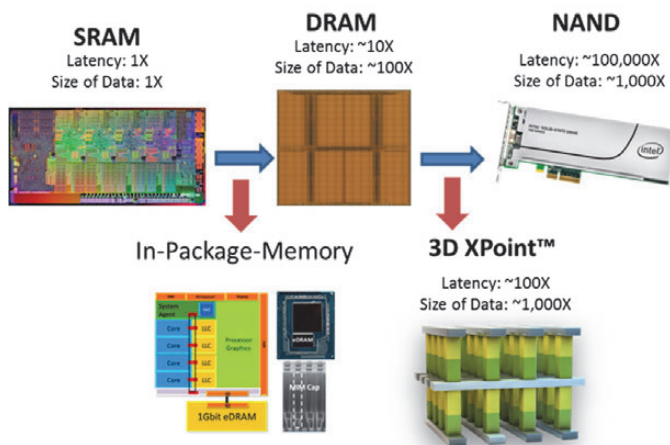 SRAM
Latency: 1X
Size of Data: 1X
DRAM
Latency: ~10X
Size of Data: ~100X
NAND
Latency: ~100,000X
Size of Data: ~1,000X
intel
In-Package-Memory
3D XPoint™
Latency: ~100X
Size of Data: ~1,000X
System
Agent
Core
LLC
Core
LLC
Core
LLC
Core
LLC
Processor
Graphics
1Gbit eDRAM
eDRAM
MIM Cap